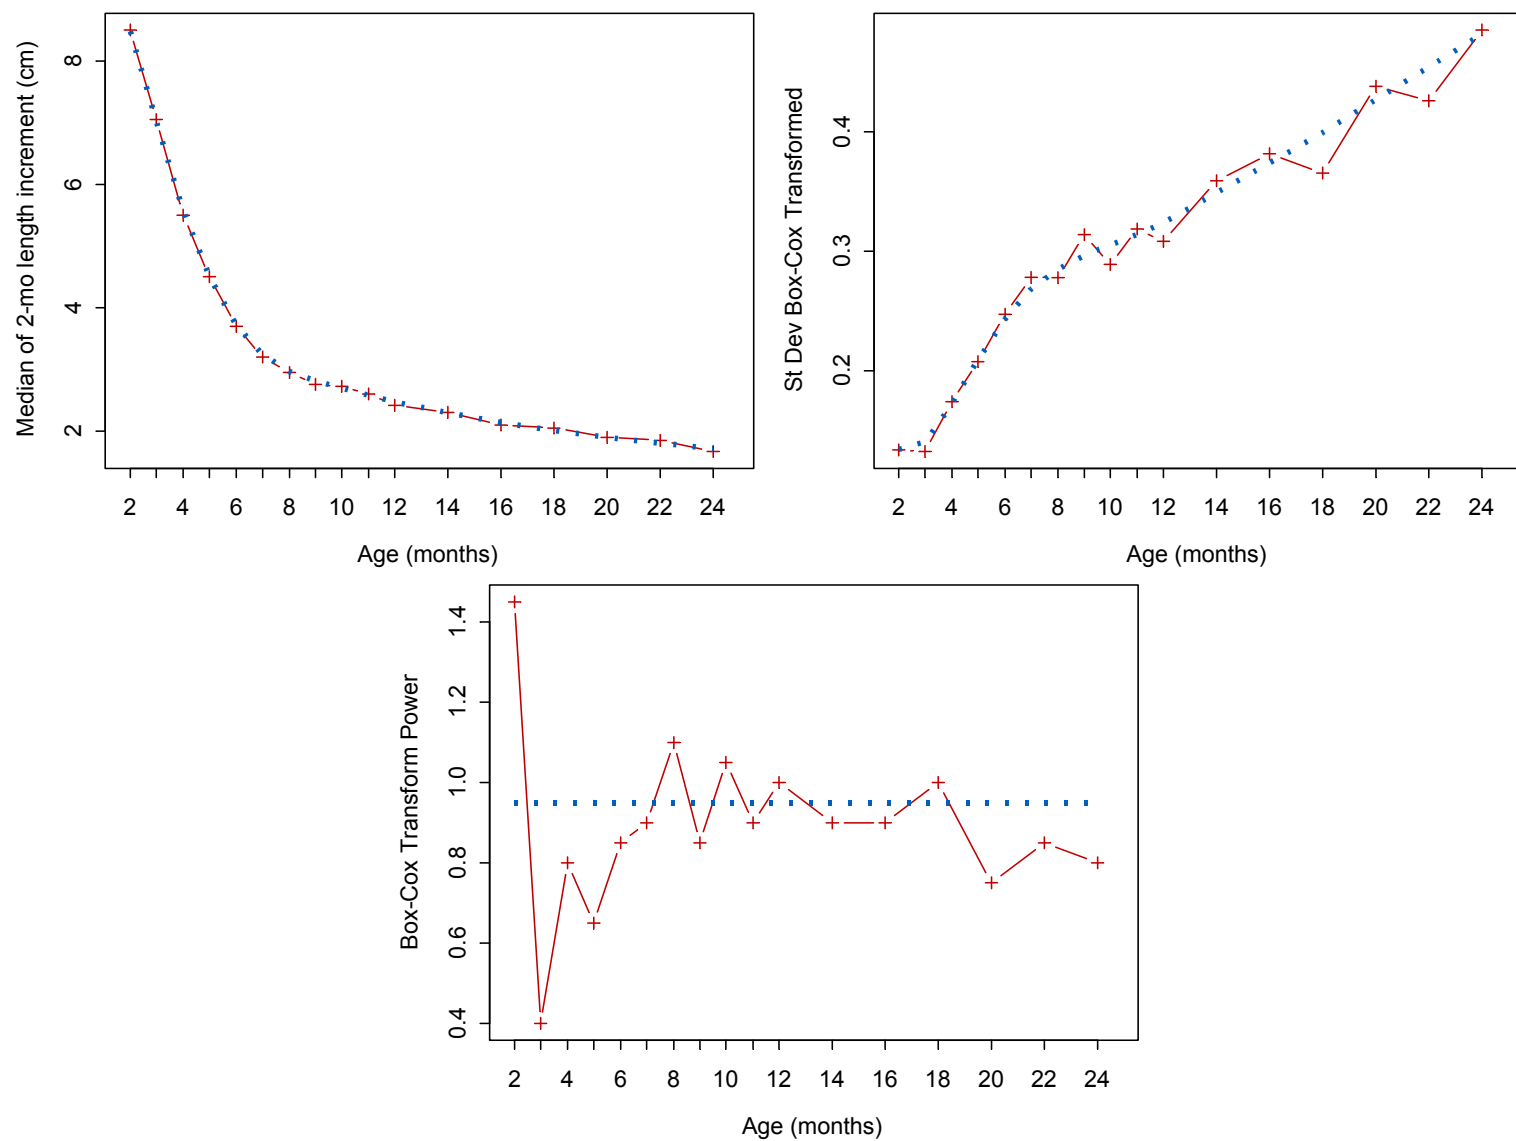 Median of 2-mo length increment (cm)
8
6
4
2
2 4 6 8 10 12 14 16 18 20 22 24
Age (months)
St Dev Box-Cox Transformed
0.4
0.3
0.2
2 4 6 8 10 12 14 16 18 20 22 24
Age (months)
Box-Cox Transform Power
1.4
1.2
1.0
0.8
0.6
0.4
2 4 6 8 10 12 14 16 18 20 22 24
Age (months)